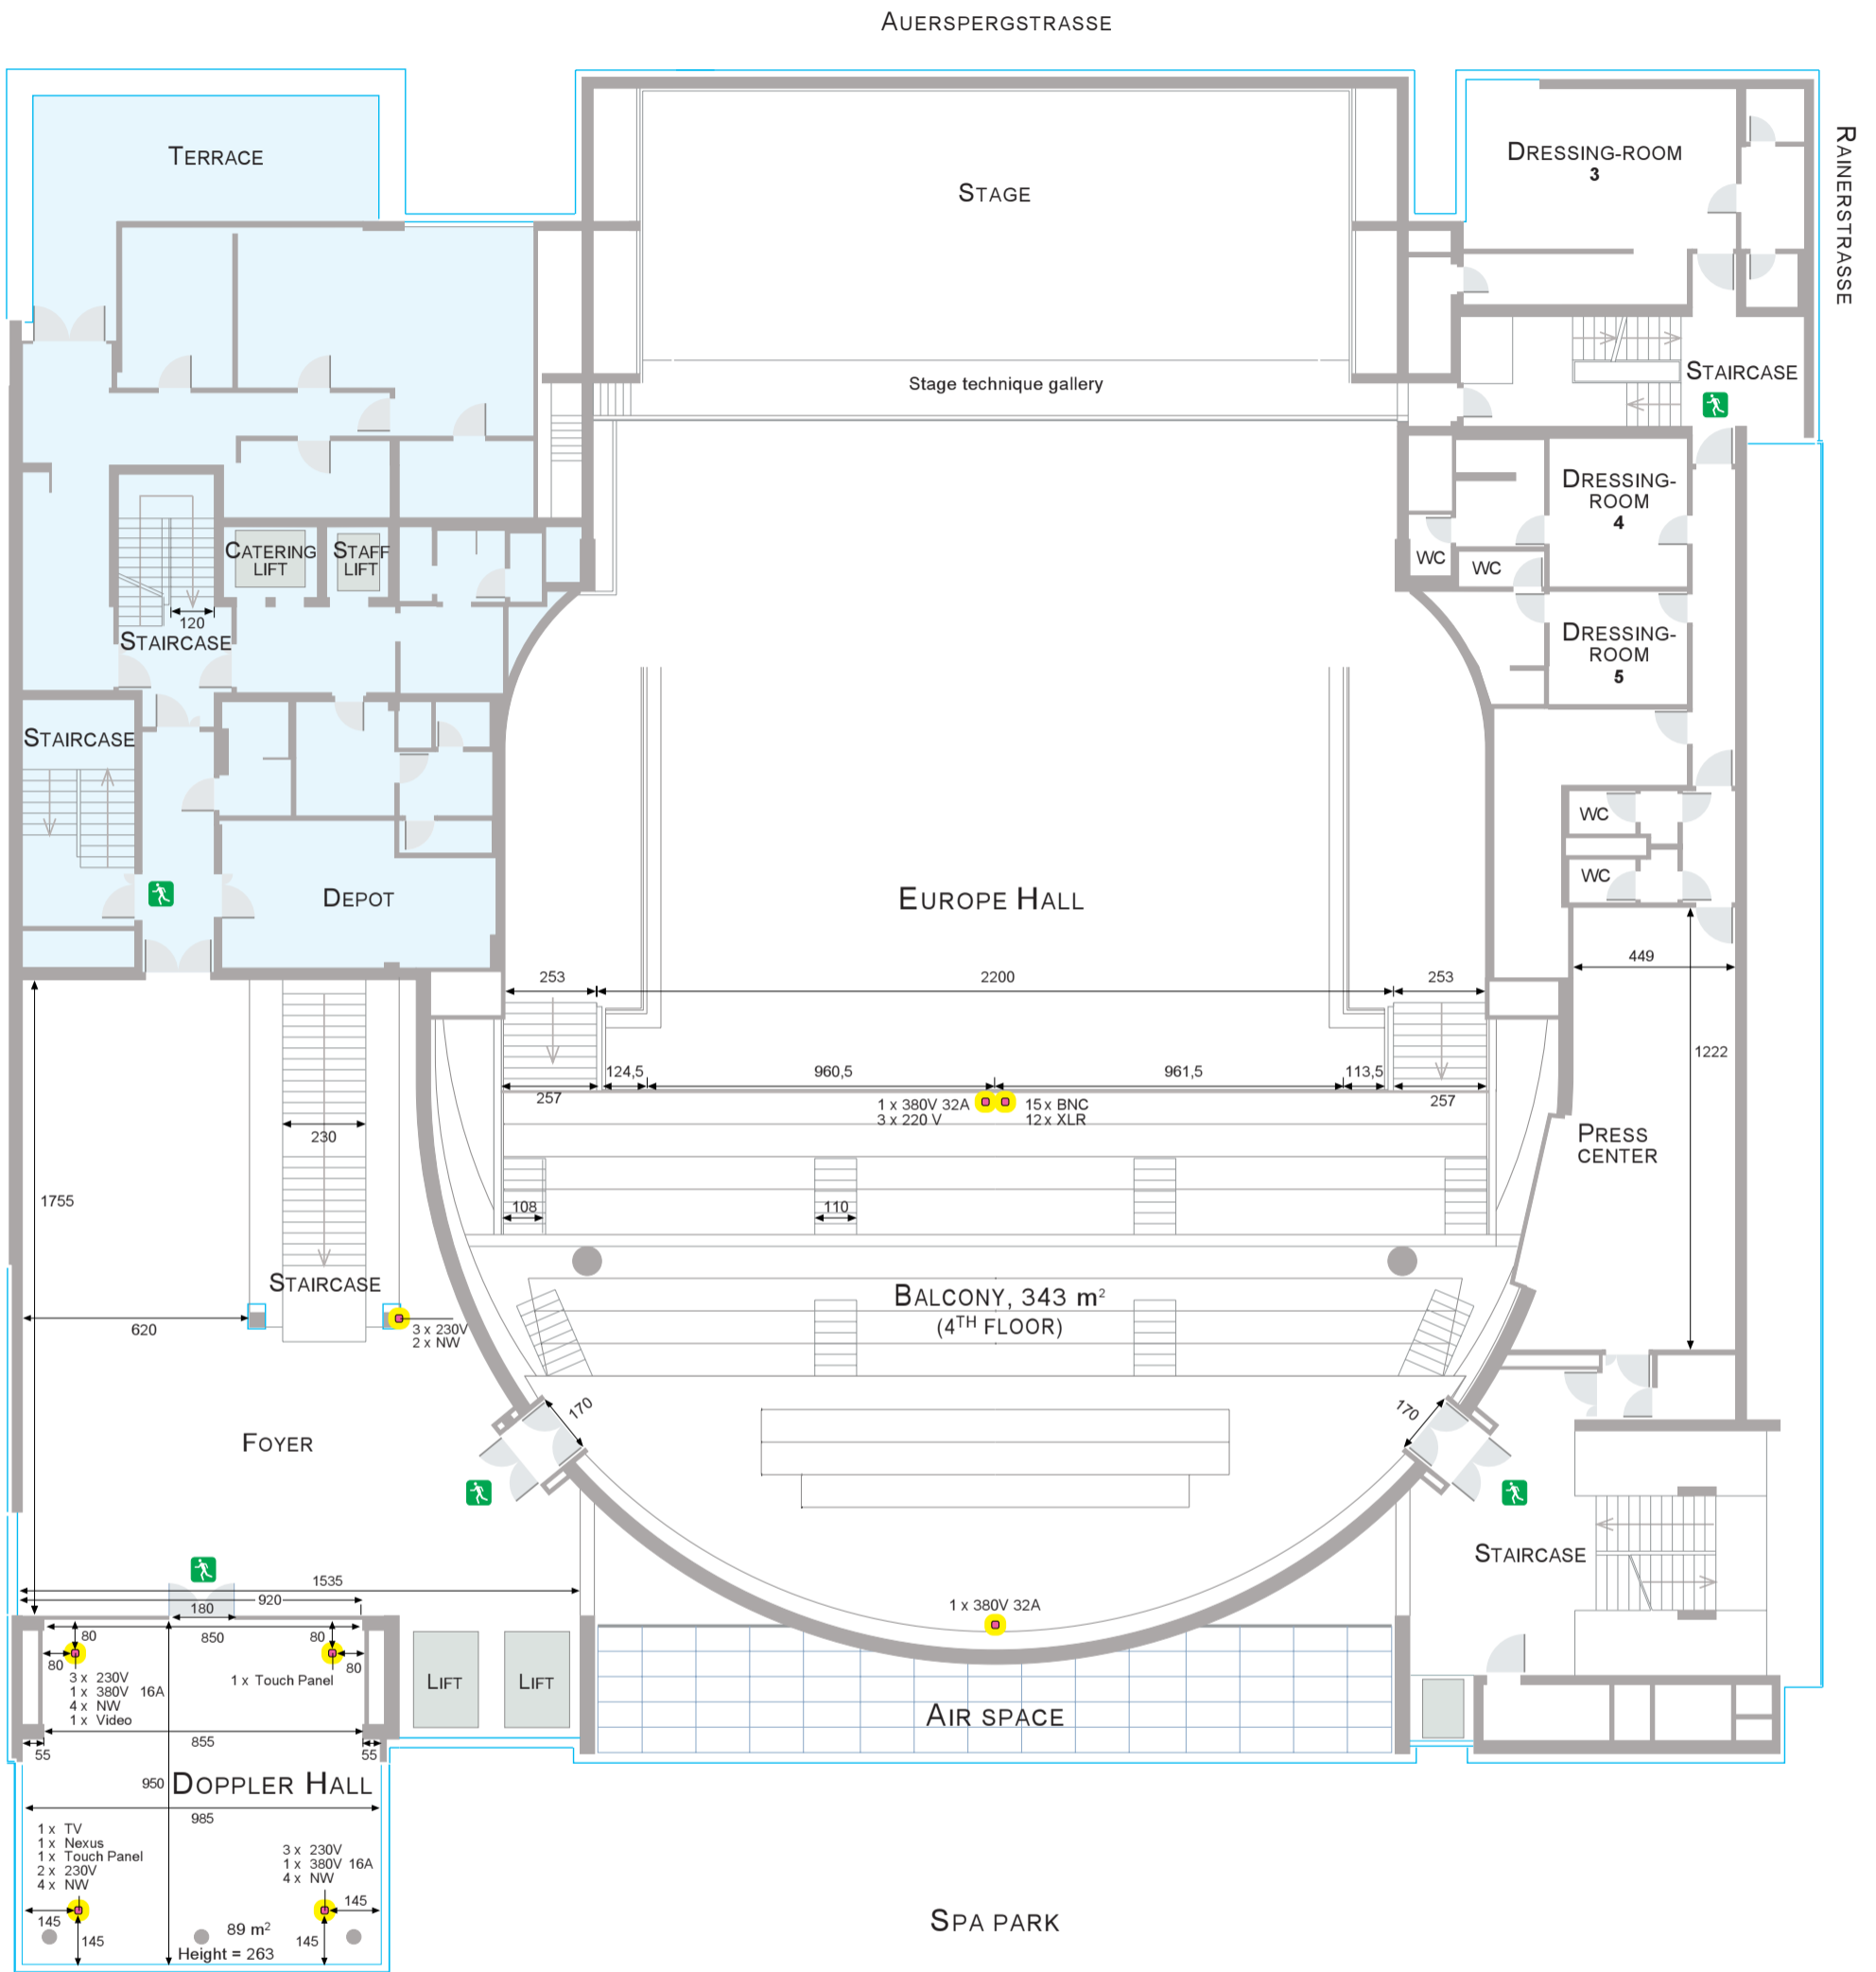 AUERSPERGSTRASSE
RAINERSTRASSE
TERRACE
STAGE
DRESSING-ROOM
3
Stage technique gallery
STAIRCASE
DRESSING-
ROOM
4
CATERING
LIFT
STAFF
LIFT
WC
WC
120
STAIRCASE
DRESSING-
ROOM
5
STAIRCASE
WC
WC
DEPOT
EUROPE HALL
253
2200
253
449
1222
124,5
960,5
961,5
113,5
257
257
1 x 380V 32A
3 x 220 V
15 x BNC
12 x XLR
230
PRESS
CENTER
1755
108
110
STAIRCASE
BALCONY, 343 m²
(4TH FLOOR)
620
3 x 230V
2 x NW
170
170
FOYER
STAIRCASE
1535
920
180
850
80
80
80
80
1 x 380V 32A
3 x 230V
1 x 380V 16A
4 x NW
1 x Video
1 x Touch Panel
LIFT
LIFT
AIR SPACE
855
55
55
950
DOPPLER HALL
985
1 x TV
1 x Nexus
1 x Touch Panel
2 x 230V
4 x NW
3 x 230V
1 x 380V 16A
4 x NW
145
145
145
145
89 m²
Height = 263
SPA PARK